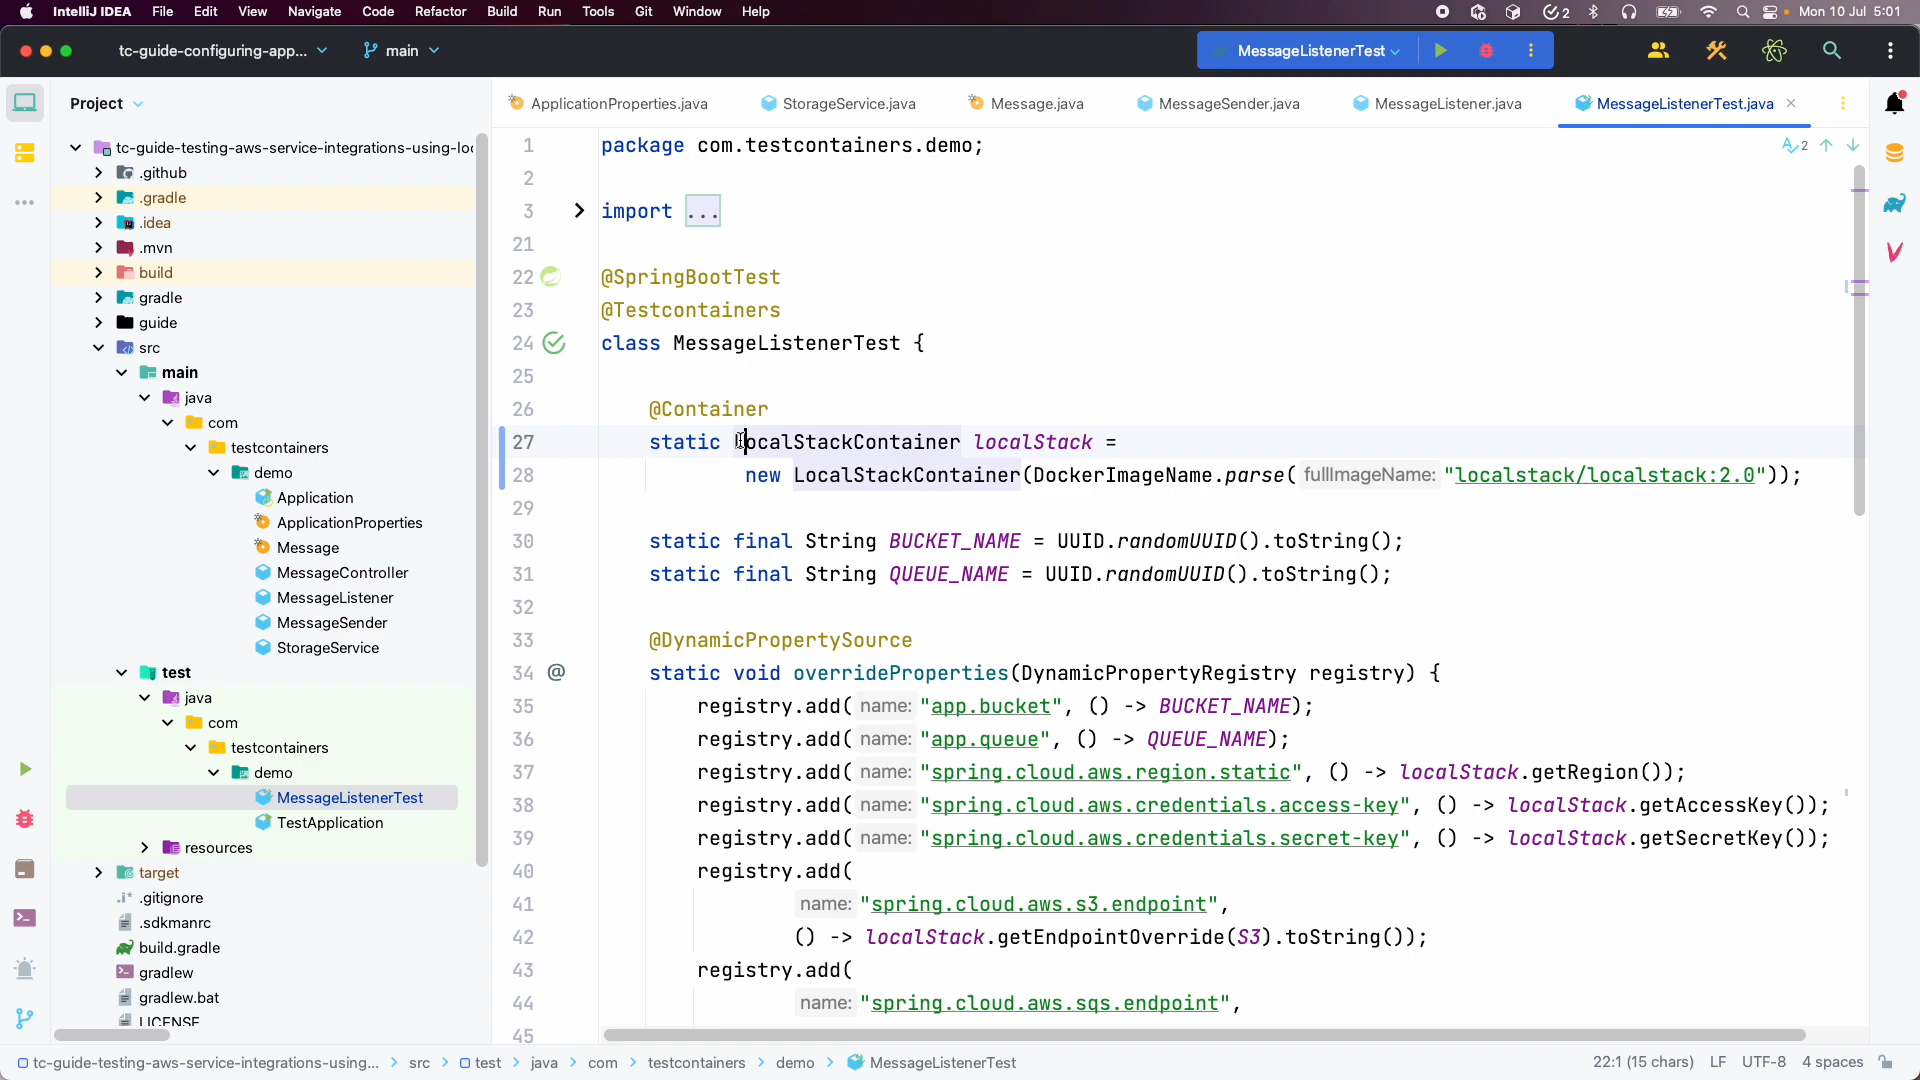 IntelliJ IDEA File Edit View Navigate Code Refactor Build Run Tools Git Window Help 2 Mon 10 Jul 5:01
tc-guide-configuring-app... main MessageListenerTest
Project
tc-guide-testing-aws-service-integrations-using-loc
.github
.gradle
.idea
.mvn
build
gradle
guide
src
main
java
com
testcontainers
demo
Application
ApplicationProperties
Message
MessageController
MessageListener
MessageSender
StorageService
test
java
com
testcontainers
demo
MessageListenerTest
TestApplication
resources
target
.gitignore
.sdkmanrc
build.gradle
gradlew
gradlew.bat
LICENSE
ApplicationProperties.java StorageService.java Message.java MessageSender.java MessageListener.java MessageListenerTest.java
2
1 package com.testcontainers.demo;
2
3 import ...
21
22 @SpringBootTest
23 @Testcontainers
24 class MessageListenerTest {
25
26 @Container
27 static LocalStackContainer localStack =
28 new LocalStackContainer(DockerImageName.parse( fullImageName: "localstack/localstack:2.0"));
29
30 static final String BUCKET_NAME = UUID.randomUUID().toString();
31 static final String QUEUE_NAME = UUID.randomUUID().toString();
32
33 @DynamicPropertySource
34 @ static void overrideProperties(DynamicPropertyRegistry registry) {
35 registry.add( name: "app.bucket", () -> BUCKET_NAME);
36 registry.add( name: "app.queue", () -> QUEUE_NAME);
37 registry.add( name: "spring.cloud.aws.region.static", () -> localStack.getRegion());
38 registry.add( name: "spring.cloud.aws.credentials.access-key", () -> localStack.getAccessKey());
39 registry.add( name: "spring.cloud.aws.credentials.secret-key", () -> localStack.getSecretKey());
40 registry.add(
41 name: "spring.cloud.aws.s3.endpoint",
42 () -> localStack.getEndpointOverride(S3).toString());
43 registry.add(
44 name: "spring.cloud.aws.sqs.endpoint",
45
tc-guide-testing-aws-service-integrations-using... > src > test > java > com > testcontainers > demo > MessageListenerTest 22:1 (15 chars) LF UTF-8 4 spaces